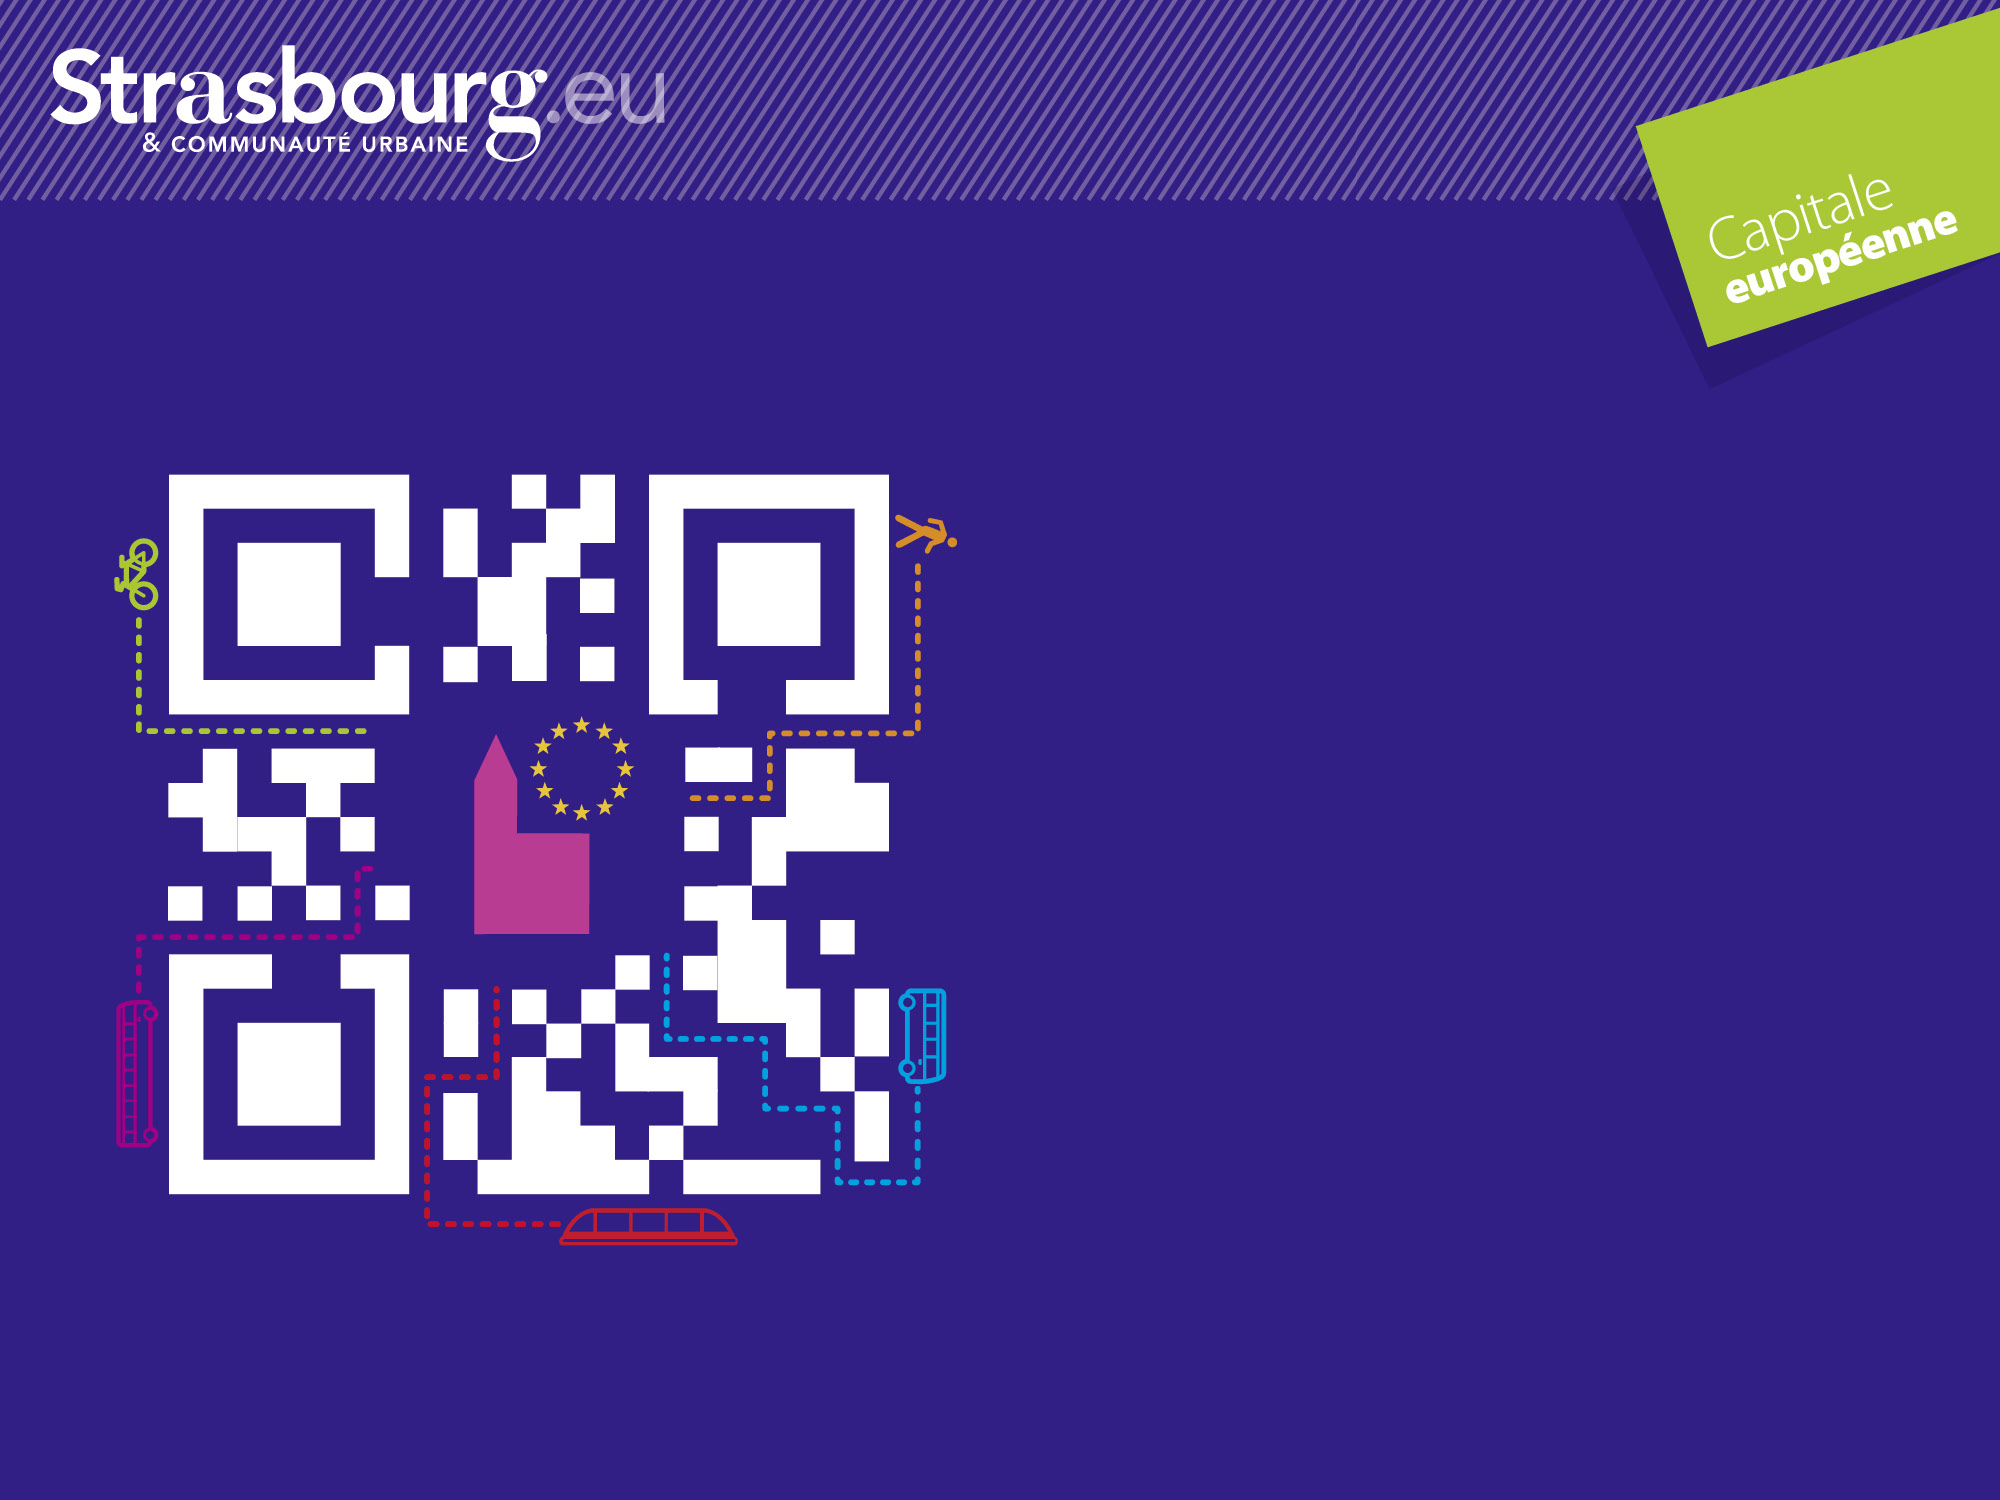 Strasbourg.eu
& COMMUNAUTÉ URBAINE
Capitale
européenne